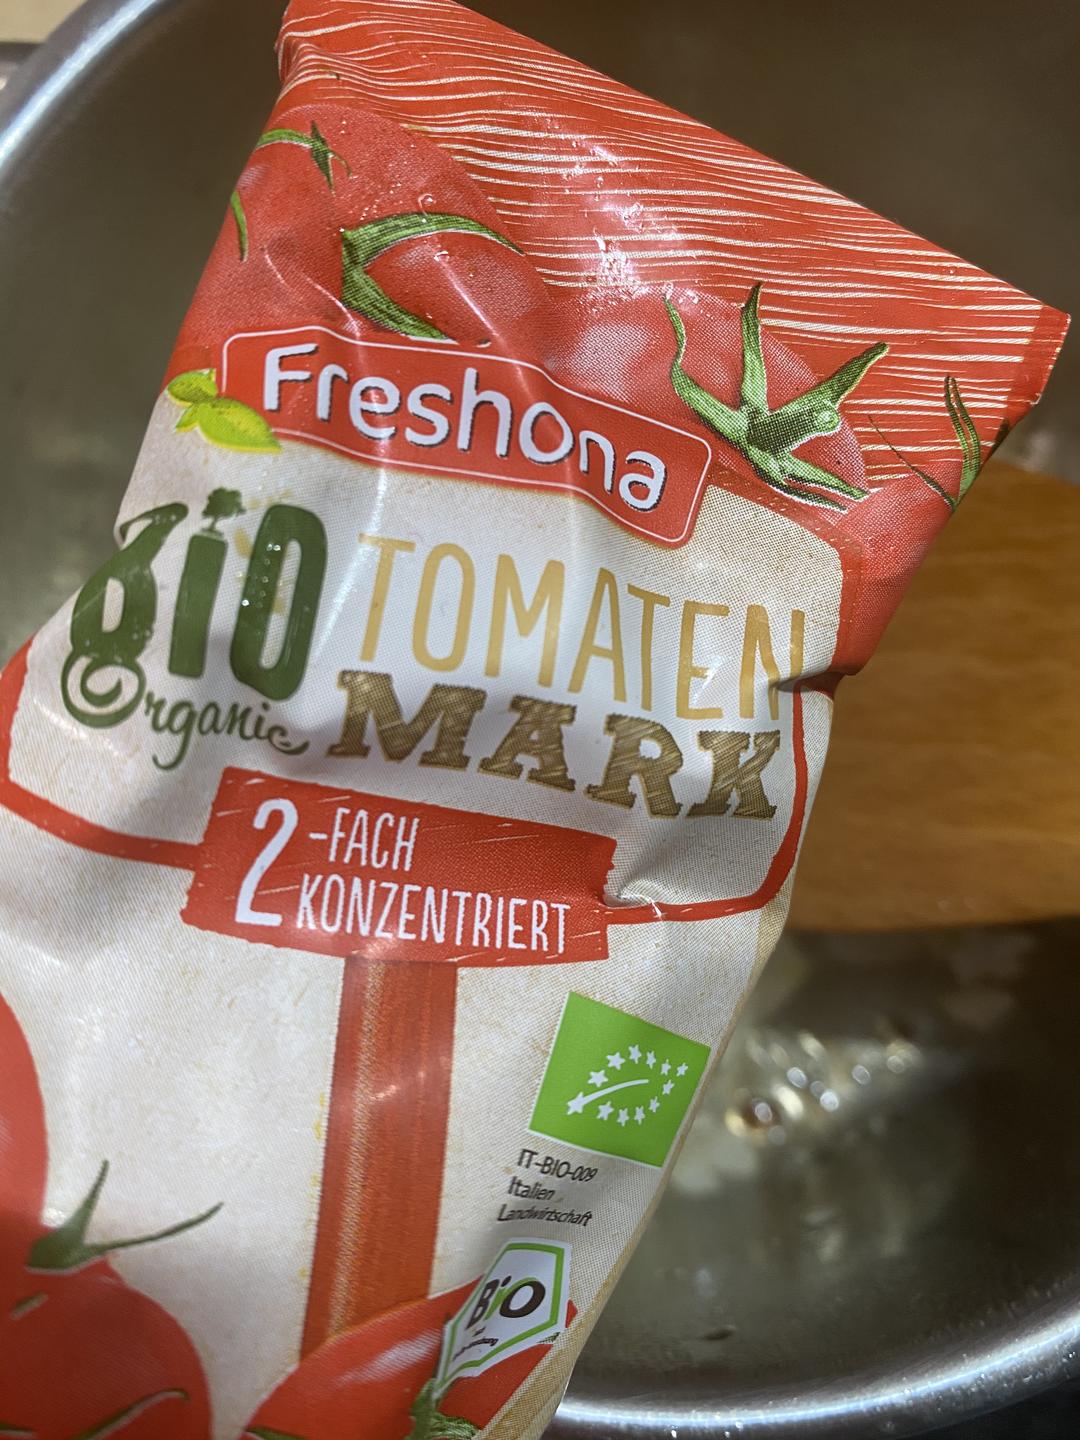 Freshona
Bio
Organic
TOMATEN
MARK
2-FACH
KONZENTRIERT
IT-BIO-009
Italien
Landwirtschaft
Bio